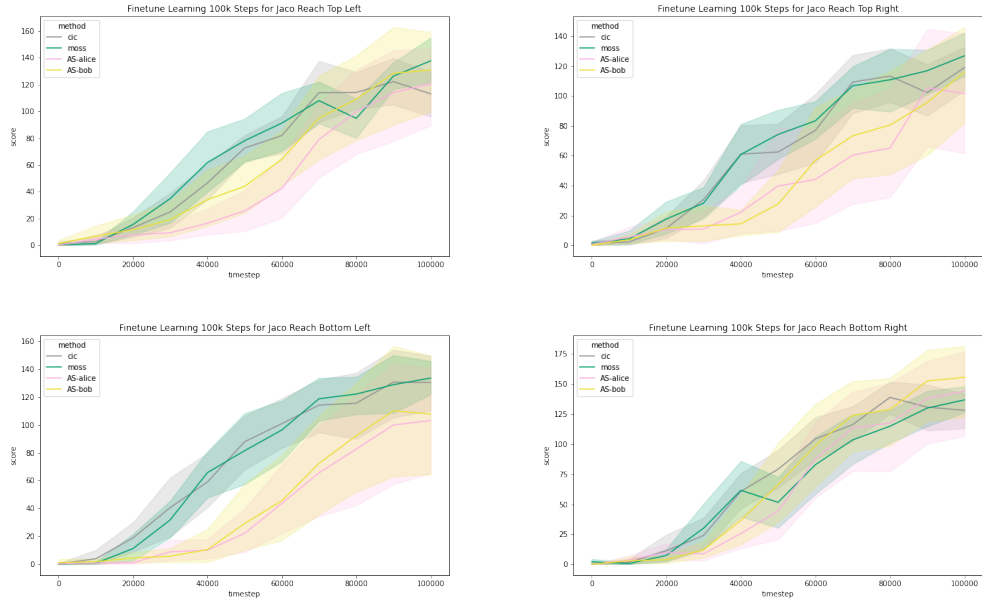 Finetune Learning 100k Steps for Jaco Reach Top Left
method
cic
moss
AS-alice
AS-bob
score
160
140
120
100
80
60
40
20
0
0 20000 40000 60000 80000 100000
timestep
Finetune Learning 100k Steps for Jaco Reach Top Right
method
cic
moss
AS-alice
AS-bob
score
140
120
100
80
60
40
20
0
0 20000 40000 60000 80000 100000
timestep
Finetune Learning 100k Steps for Jaco Reach Bottom Left
method
cic
moss
AS-alice
AS-bob
score
160
140
120
100
80
60
40
20
0
0 20000 40000 60000 80000 100000
timestep
Finetune Learning 100k Steps for Jaco Reach Bottom Right
method
cic
moss
AS-alice
AS-bob
score
175
150
125
100
75
50
25
0
0 20000 40000 60000 80000 100000
timestep